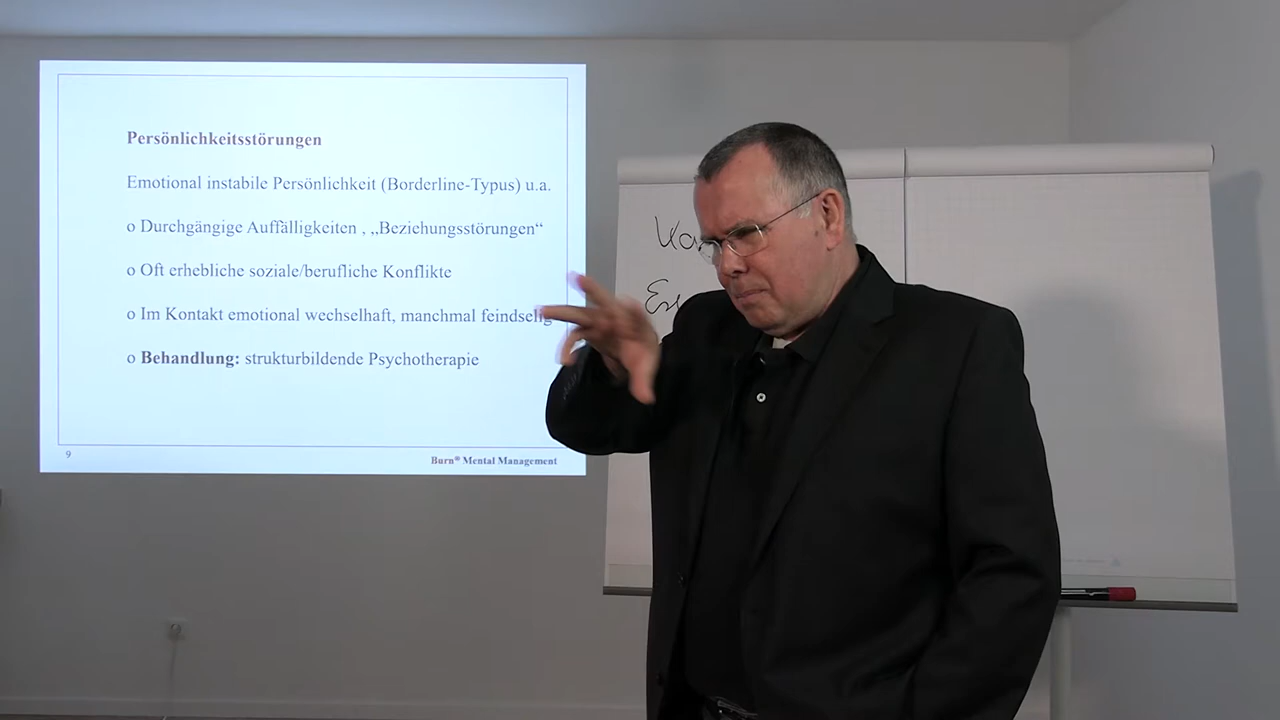 Persönlichkeitsstörungen
Emotional instabile Persönlichkeit (Borderline-Typus) u.a.
o Durchgängige Auffälligkeiten , „Beziehungsstörungen“
o Oft erhebliche soziale/berufliche Konflikte
o Im Kontakt emotional wechselhaft, manchmal feindselig
o Behandlung: strukturbildende Psychotherapie
9
Burn® Mental Management